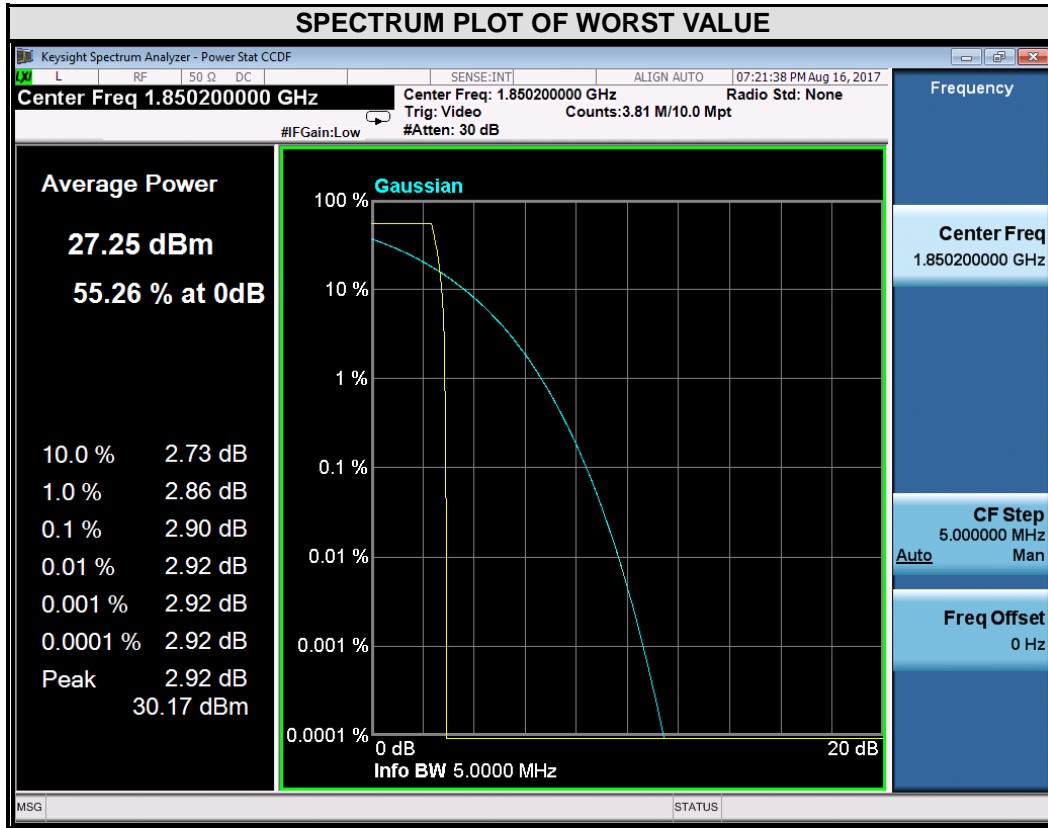 SPECTRUM PLOT OF WORST VALUE
Keysight Spectrum Analyzer - Power Stat CCDF
LXI L RF 50 Ω DC SENSE:INT ALIGN AUTO 07:21:38 PM Aug 16, 2017
Center Freq 1.850200000 GHz
Center Freq: 1.850200000 GHz Radio Std: None
Trig: Video Counts:3.81 M/10.0 Mpt
#IFGain:Low #Atten: 30 dB
Frequency
Average Power
27.25 dBm
55.26 % at 0dB
10.0 % 2.73 dB
1.0 % 2.86 dB
0.1 % 2.90 dB
0.01 % 2.92 dB
0.001 % 2.92 dB
0.0001 % 2.92 dB
Peak 2.92 dB
30.17 dBm
Gaussian
100 %
10 %
1 %
0.1 %
0.01 %
0.001 %
0.0001 %
0 dB 20 dB
Info BW 5.0000 MHz
Center Freq
1.850200000 GHz
CF Step
5.000000 MHz
Auto Man
Freq Offset
0 Hz
MSG STATUS